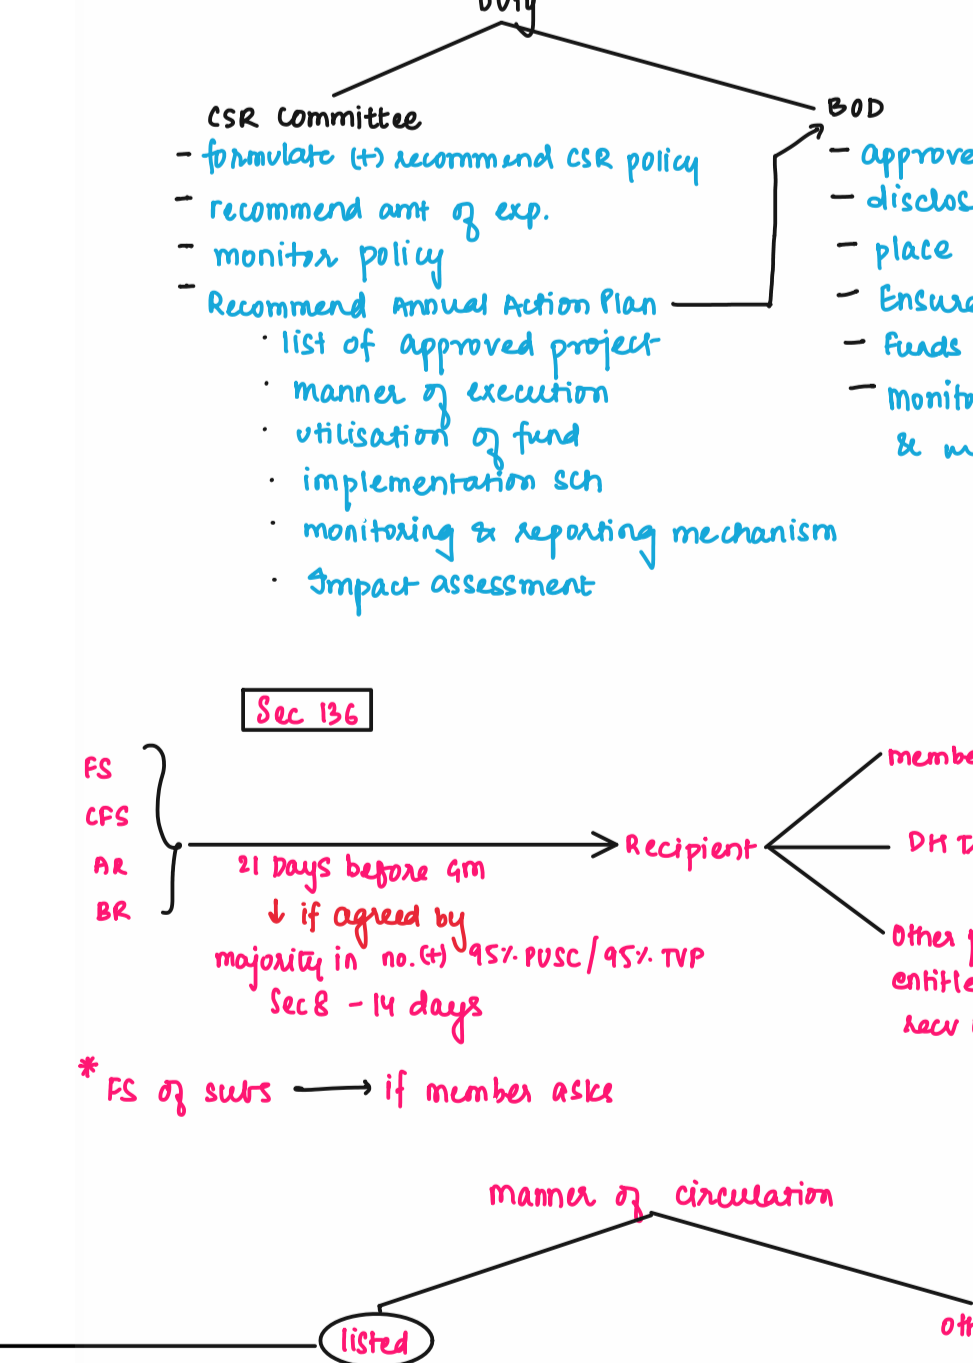 Duty
CSR Committee
BOD
- formulate (+) recommend CSR policy
- recommend amt of exp.
- monitor policy
- Recommend Annual Action Plan
· list of approved project
· manner of execution
· utilisation of fund
· implementation sch
· monitoring & reporting mechanism
· Impact assessment
- approve
- disclos
- place
- Ensure
- Funds
- Monito
& m
Sec 136
FS
CFS
AR
BR
21 Days before GM
↓ if agreed by
majority in no. (+) 95% PUSC / 95% TVP
Sec 8 - 14 days
Recipient
membe
DH T
Other p
entitle
recv
* FS of subs → if member asks
Manner of circulation
listed
oth